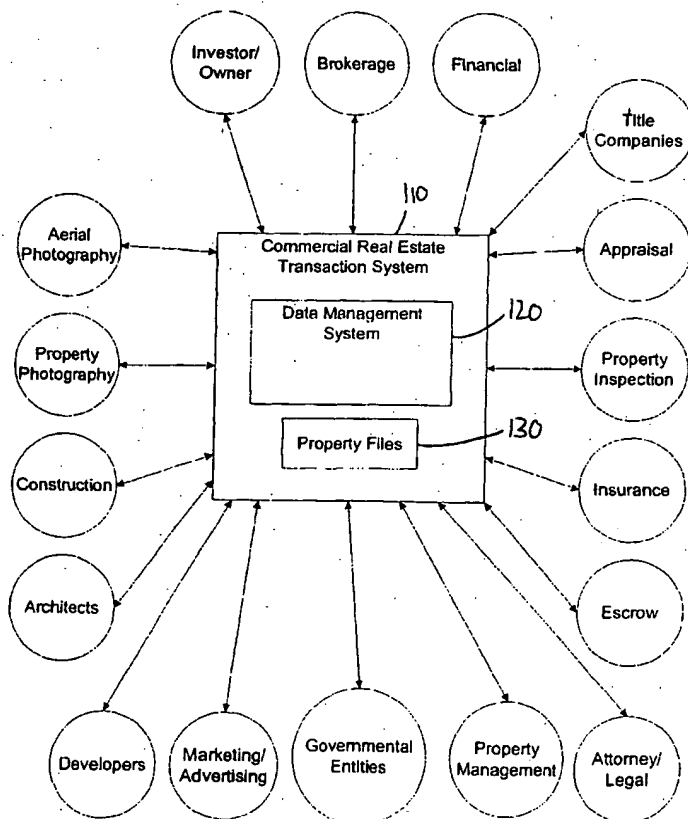 Investor/
Owner
Brokerage
Financial
Title
Companies
110
Commercial Real Estate
Transaction System
Aerial
Photography
Appraisal
Data Management
System
120
Property
Photography
Property
Inspection
Property Files
130
Construction
Insurance
Architects
Escrow
Developers
Marketing/
Advertising
Governmental
Entities
Property
Management
Attorney/
Legal